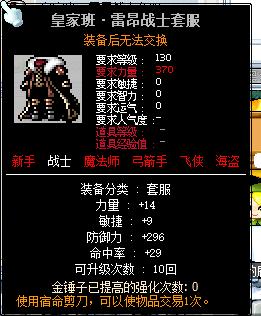 皇家班·雷昂战士套服
装备后无法交换
要求等级: 130
要求力量: 370
要求敏捷: 0
要求智力: 0
要求运气: 0
要求人气度: -
道具等级: -
道具经验值: -
新手 战士 魔法师 弓箭手 飞侠 海盗
装备分类: 套服
力量: +14
敏捷: +9
防御力: +296
命中率: +29
可升级次数: 10回
金锤子已提高的强化次数: 0
使用宿命剪刀，可以使物品交易1次。